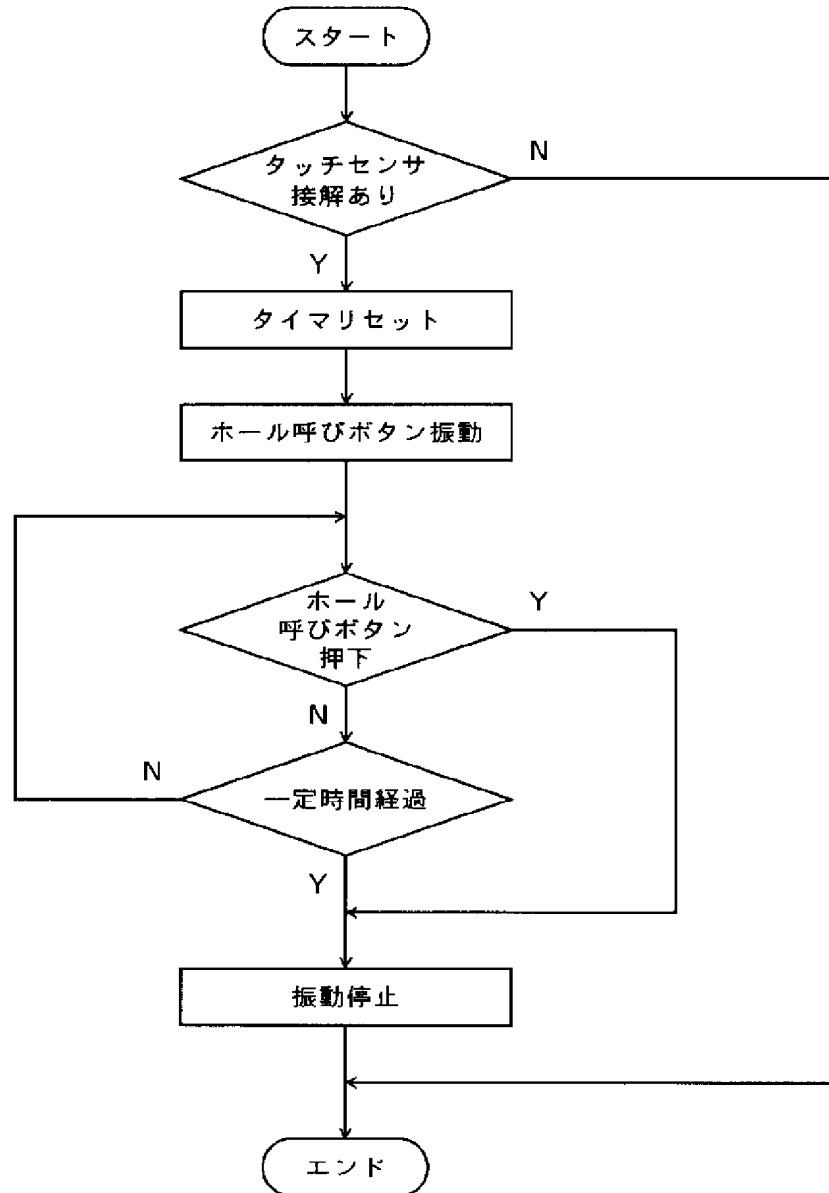 スタート
タッチセンサ
接解あり
N
Y
タイマリセット
ホール呼びボタン振動
ホール
呼びボタン
押下
Y
N
一定時間経過
N
Y
振動停止
エンド